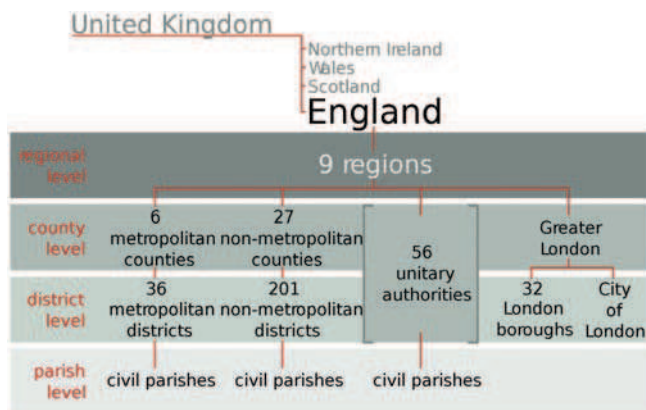 United Kingdom
Northern Ireland
Wales
Scotland
England
regional level
9 regions
county level
6 metropolitan counties
27 non-metropolitan counties
56 unitary authorities
Greater London
district level
36 metropolitan districts
201 non-metropolitan districts
32 London boroughs
City of London
parish level
civil parishes
civil parishes
civil parishes